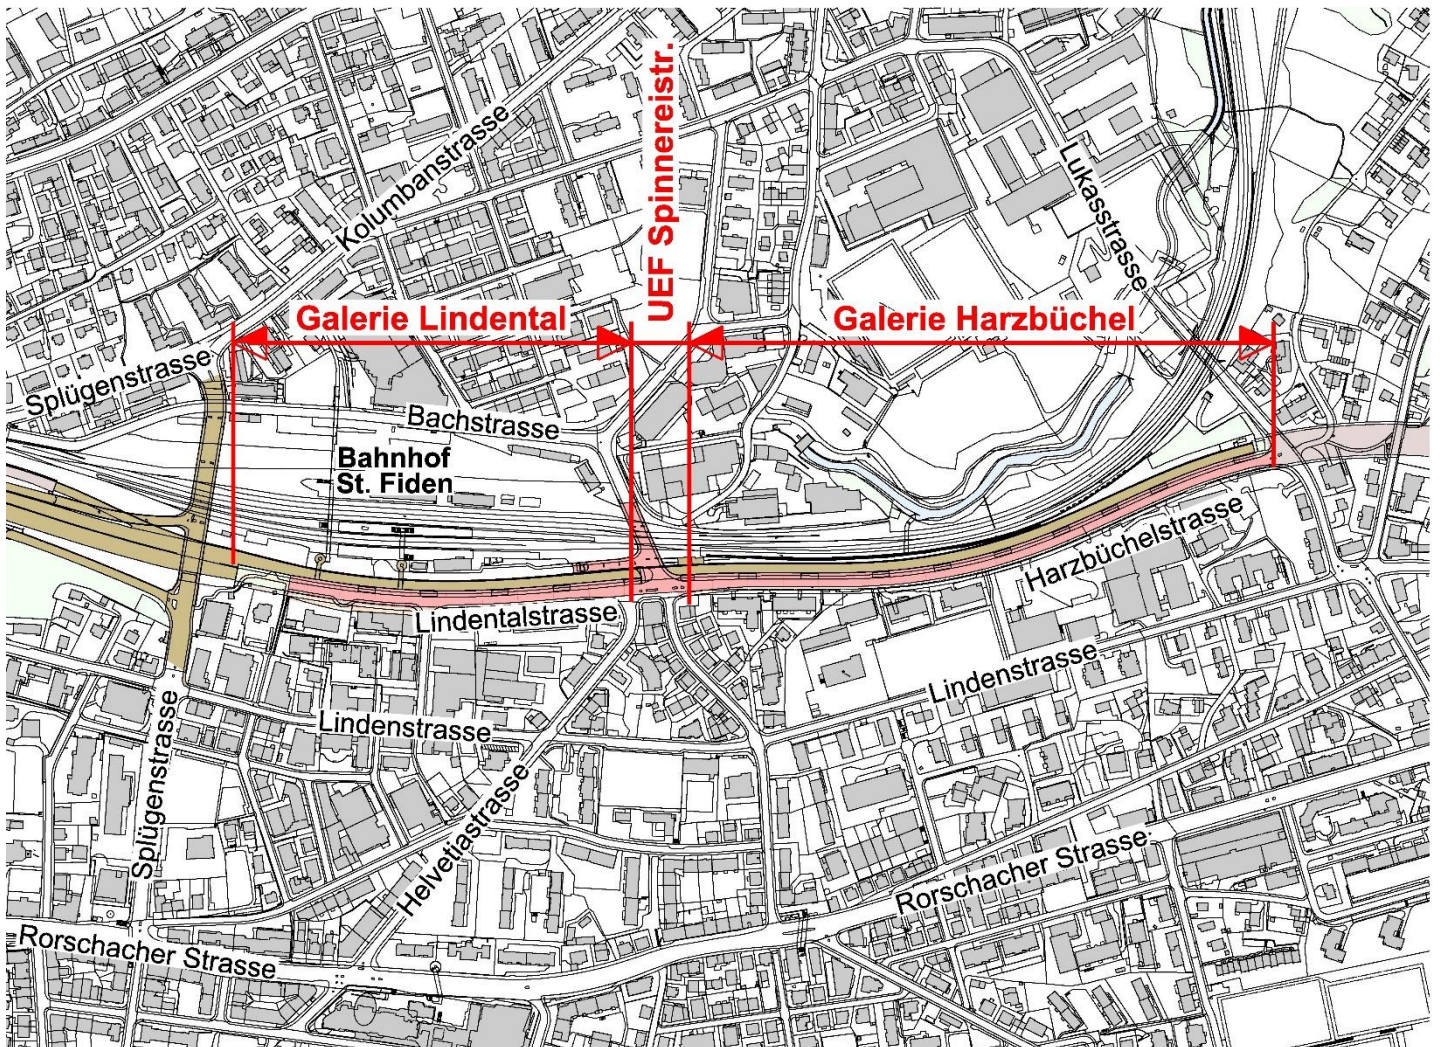 UEF Spinnereistr.
Kolumbanstrasse
Lukasstrasse
Galerie Lindental
Galerie Harzbüchel
Splügenstrasse
Bachstrasse
Bahnhof
St. Fiden
Harzbüchelstrasse
Lindentalstrasse
Lindenstrasse
Lindenstrasse
Splügenstrasse
Helvetiastrasse
Rorschacher Strasse
Rorschacher Strasse